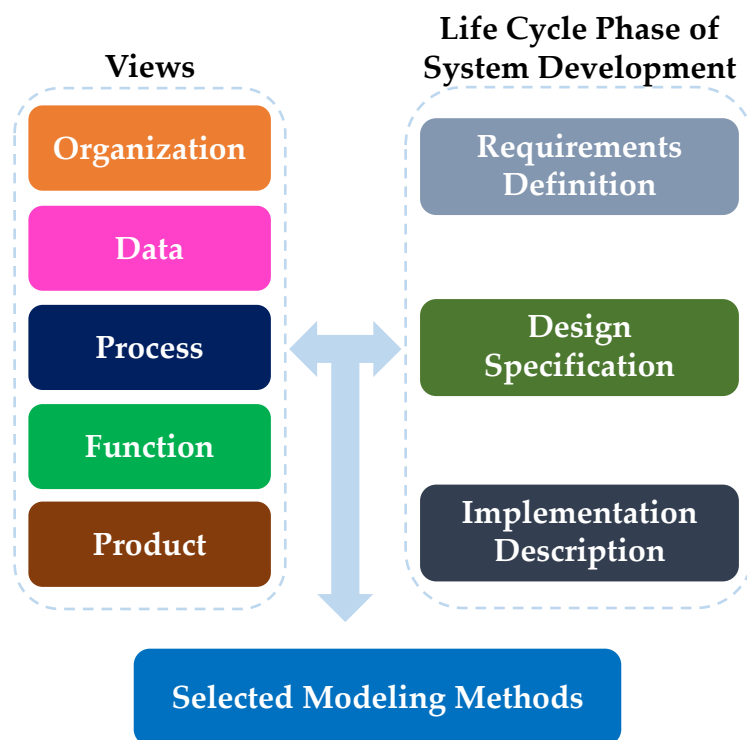 Views
Organization
Data
Process
Function
Product
Life Cycle Phase of
System Development
Requirements
Definition
Design
Specification
Implementation
Description
Selected Modeling Methods